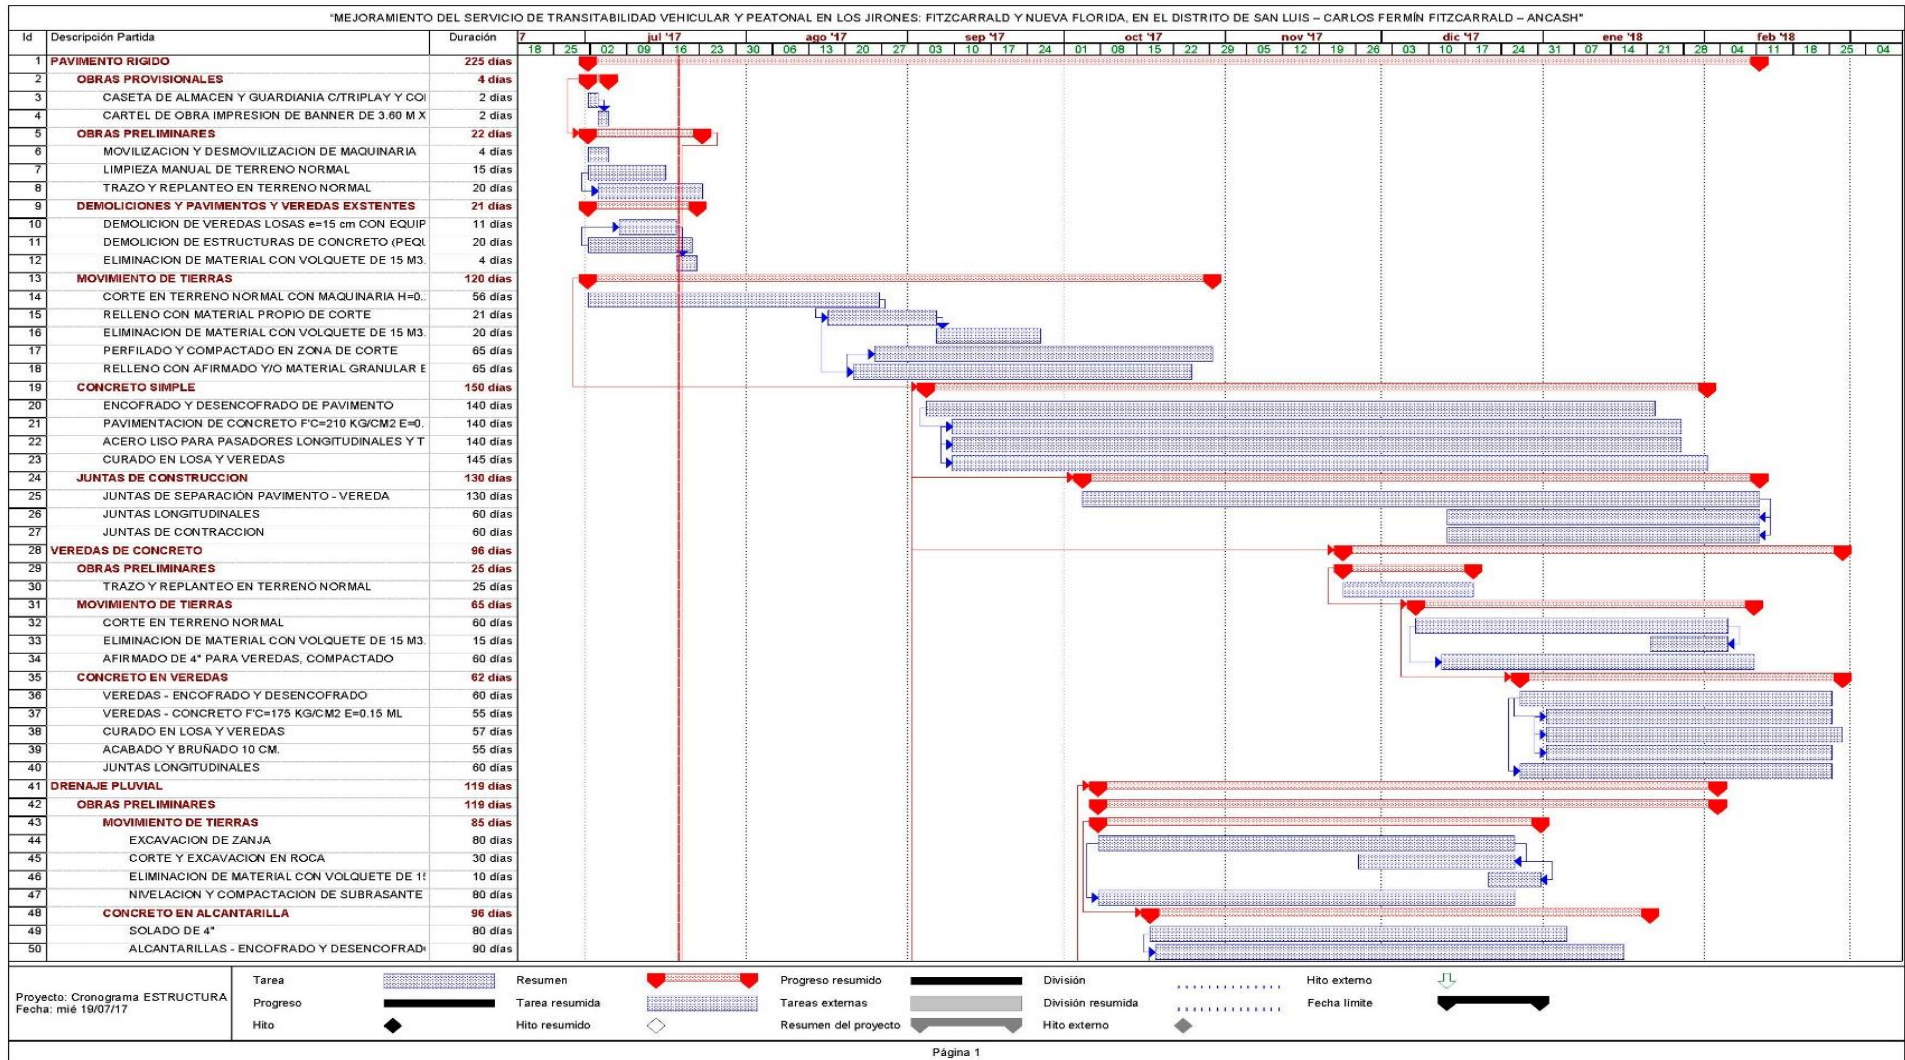 "MEJORAMIENTO DEL SERVICIO DE TRANSITABILIDAD VEHICULAR Y PEATONAL EN LOS JIRONES: FITZCARRALD Y NUEVA FLORIDA, EN EL DISTRITO DE SAN LUIS – CARLOS FERMÍN FITZCARRALD – ANCASH"
Id Descripción Partida Duración 7 jul '17 ago '17 sep '17 oct '17 nov '17 dic '17 ene '18 feb '18
18 25 02 09 16 23 30 06 13 20 27 03 10 17 24 01 08 15 22 29 05 12 19 26 03 10 17 24 31 07 14 21 28 04 11 18 25 04
1 PAVIMENTO RIGIDO 225 días
2 OBRAS PROVISIONALES 4 días
3 CASETA DE ALMACEN Y GUARDIANIA C/TRIPLAY Y COI 2 días
4 CARTEL DE OBRA IMPRESION DE BANNER DE 3.60 M X 2 días
5 OBRAS PRELIMINARES 22 días
6 MOVILIZACION Y DESMOVILIZACION DE MAQUINARIA 4 días
7 LIMPIEZA MANUAL DE TERRENO NORMAL 15 días
8 TRAZO Y REPLANTEO EN TERRENO NORMAL 20 días
9 DEMOLICIONES Y PAVIMENTOS Y VEREDAS EXSTENTES 21 días
10 DEMOLICION DE VEREDAS LOSAS e=15 cm CON EQUIP 11 días
11 DEMOLICION DE ESTRUCTURAS DE CONCRETO (PEQU 20 días
12 ELIMINACION DE MATERIAL CON VOLQUETE DE 15 M3. 4 días
13 MOVIMIENTO DE TIERRAS 120 días
14 CORTE EN TERRENO NORMAL CON MAQUINARIA H=0. 56 días
15 RELLENO CON MATERIAL PROPIO DE CORTE 21 días
16 ELIMINACION DE MATERIAL CON VOLQUETE DE 15 M3. 20 días
17 PERFILADO Y COMPACTADO EN ZONA DE CORTE 65 días
18 RELLENO CON AFIRMADO Y/O MATERIAL GRANULAR E 65 días
19 CONCRETO SIMPLE 150 días
20 ENCOFRADO Y DESENCOFRADO DE PAVIMENTO 140 días
21 PAVIMENTACION DE CONCRETO F'C=210 KG/CM2 E=0. 140 días
22 ACERO LISO PARA PASADORES LONGITUDINALES Y T 140 días
23 CURADO EN LOSA Y VEREDAS 145 días
24 JUNTAS DE CONSTRUCCION 130 días
25 JUNTAS DE SEPARACIÓN PAVIMENTO - VEREDA 130 días
26 JUNTAS LONGITUDINALES 60 días
27 JUNTAS DE CONTRACCION 60 días
28 VEREDAS DE CONCRETO 96 días
29 OBRAS PRELIMINARES 25 días
30 TRAZO Y REPLANTEO EN TERRENO NORMAL 25 días
31 MOVIMIENTO DE TIERRAS 65 días
32 CORTE EN TERRENO NORMAL 60 días
33 ELIMINACION DE MATERIAL CON VOLQUETE DE 15 M3. 15 días
34 AFIRMADO DE 4" PARA VEREDAS, COMPACTADO 60 días
35 CONCRETO EN VEREDAS 62 días
36 VEREDAS - ENCOFRADO Y DESENCOFRADO 60 días
37 VEREDAS - CONCRETO F'C=175 KG/CM2 E=0.15 ML 55 días
38 CURADO EN LOSA Y VEREDAS 57 días
39 ACABADO Y BRUÑADO 10 CM. 55 días
40 JUNTAS LONGITUDINALES 60 días
41 DRENAJE PLUVIAL 119 días
42 OBRAS PRELIMINARES 119 días
43 MOVIMIENTO DE TIERRAS 85 días
44 EXCAVACION DE ZANJA 80 días
45 CORTE Y EXCAVACION EN ROCA 30 días
46 ELIMINACION DE MATERIAL CON VOLQUETE DE 15 10 días
47 NIVELACION Y COMPACTACION DE SUBRASANTE 80 días
48 CONCRETO EN ALCANTARILLA 96 días
49 SOLADO DE 4" 80 días
50 ALCANTARILLAS - ENCOFRADO Y DESENCOFRAD 90 días
Proyecto: Cronograma ESTRUCTURA
Fecha: mié 19/07/17
Tarea Resumen Progreso resumido División Hito externo
Progreso Tarea resumida Tareas externas División resumida Fecha límite
Hito Hito resumido Resumen del proyecto Hito externo
Página 1